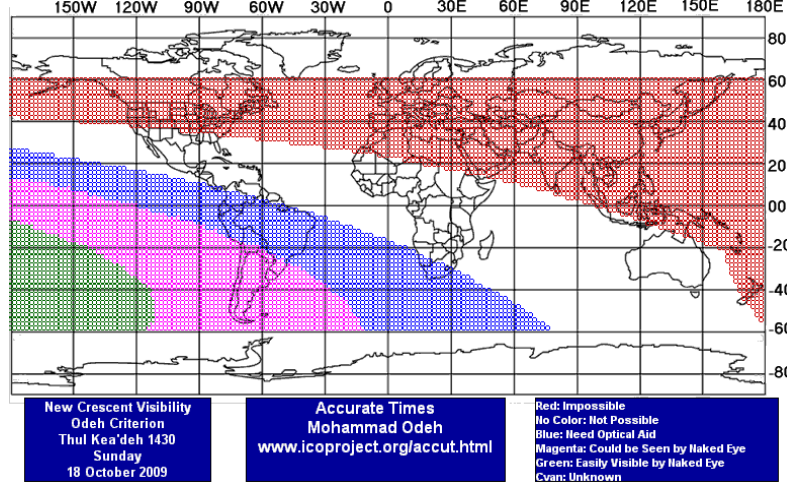 150W 120W 90W 60W 30W 0 30E 60E 90E 120E 150E 180E
80
60
40
20
00
-20
-40
-60
-80
New Crescent Visibility
Odeh Criterion
Thul Kea'deh 1430
Sunday
18 October 2009
Accurate Times
Mohammad Odeh
www.icoproject.org/accut.html
Red: Impossible
No Color: Not Possible
Blue: Need Optical Aid
Magenta: Could be Seen by Naked Eye
Green: Easily Visible by Naked Eye
Cyan: Unknown